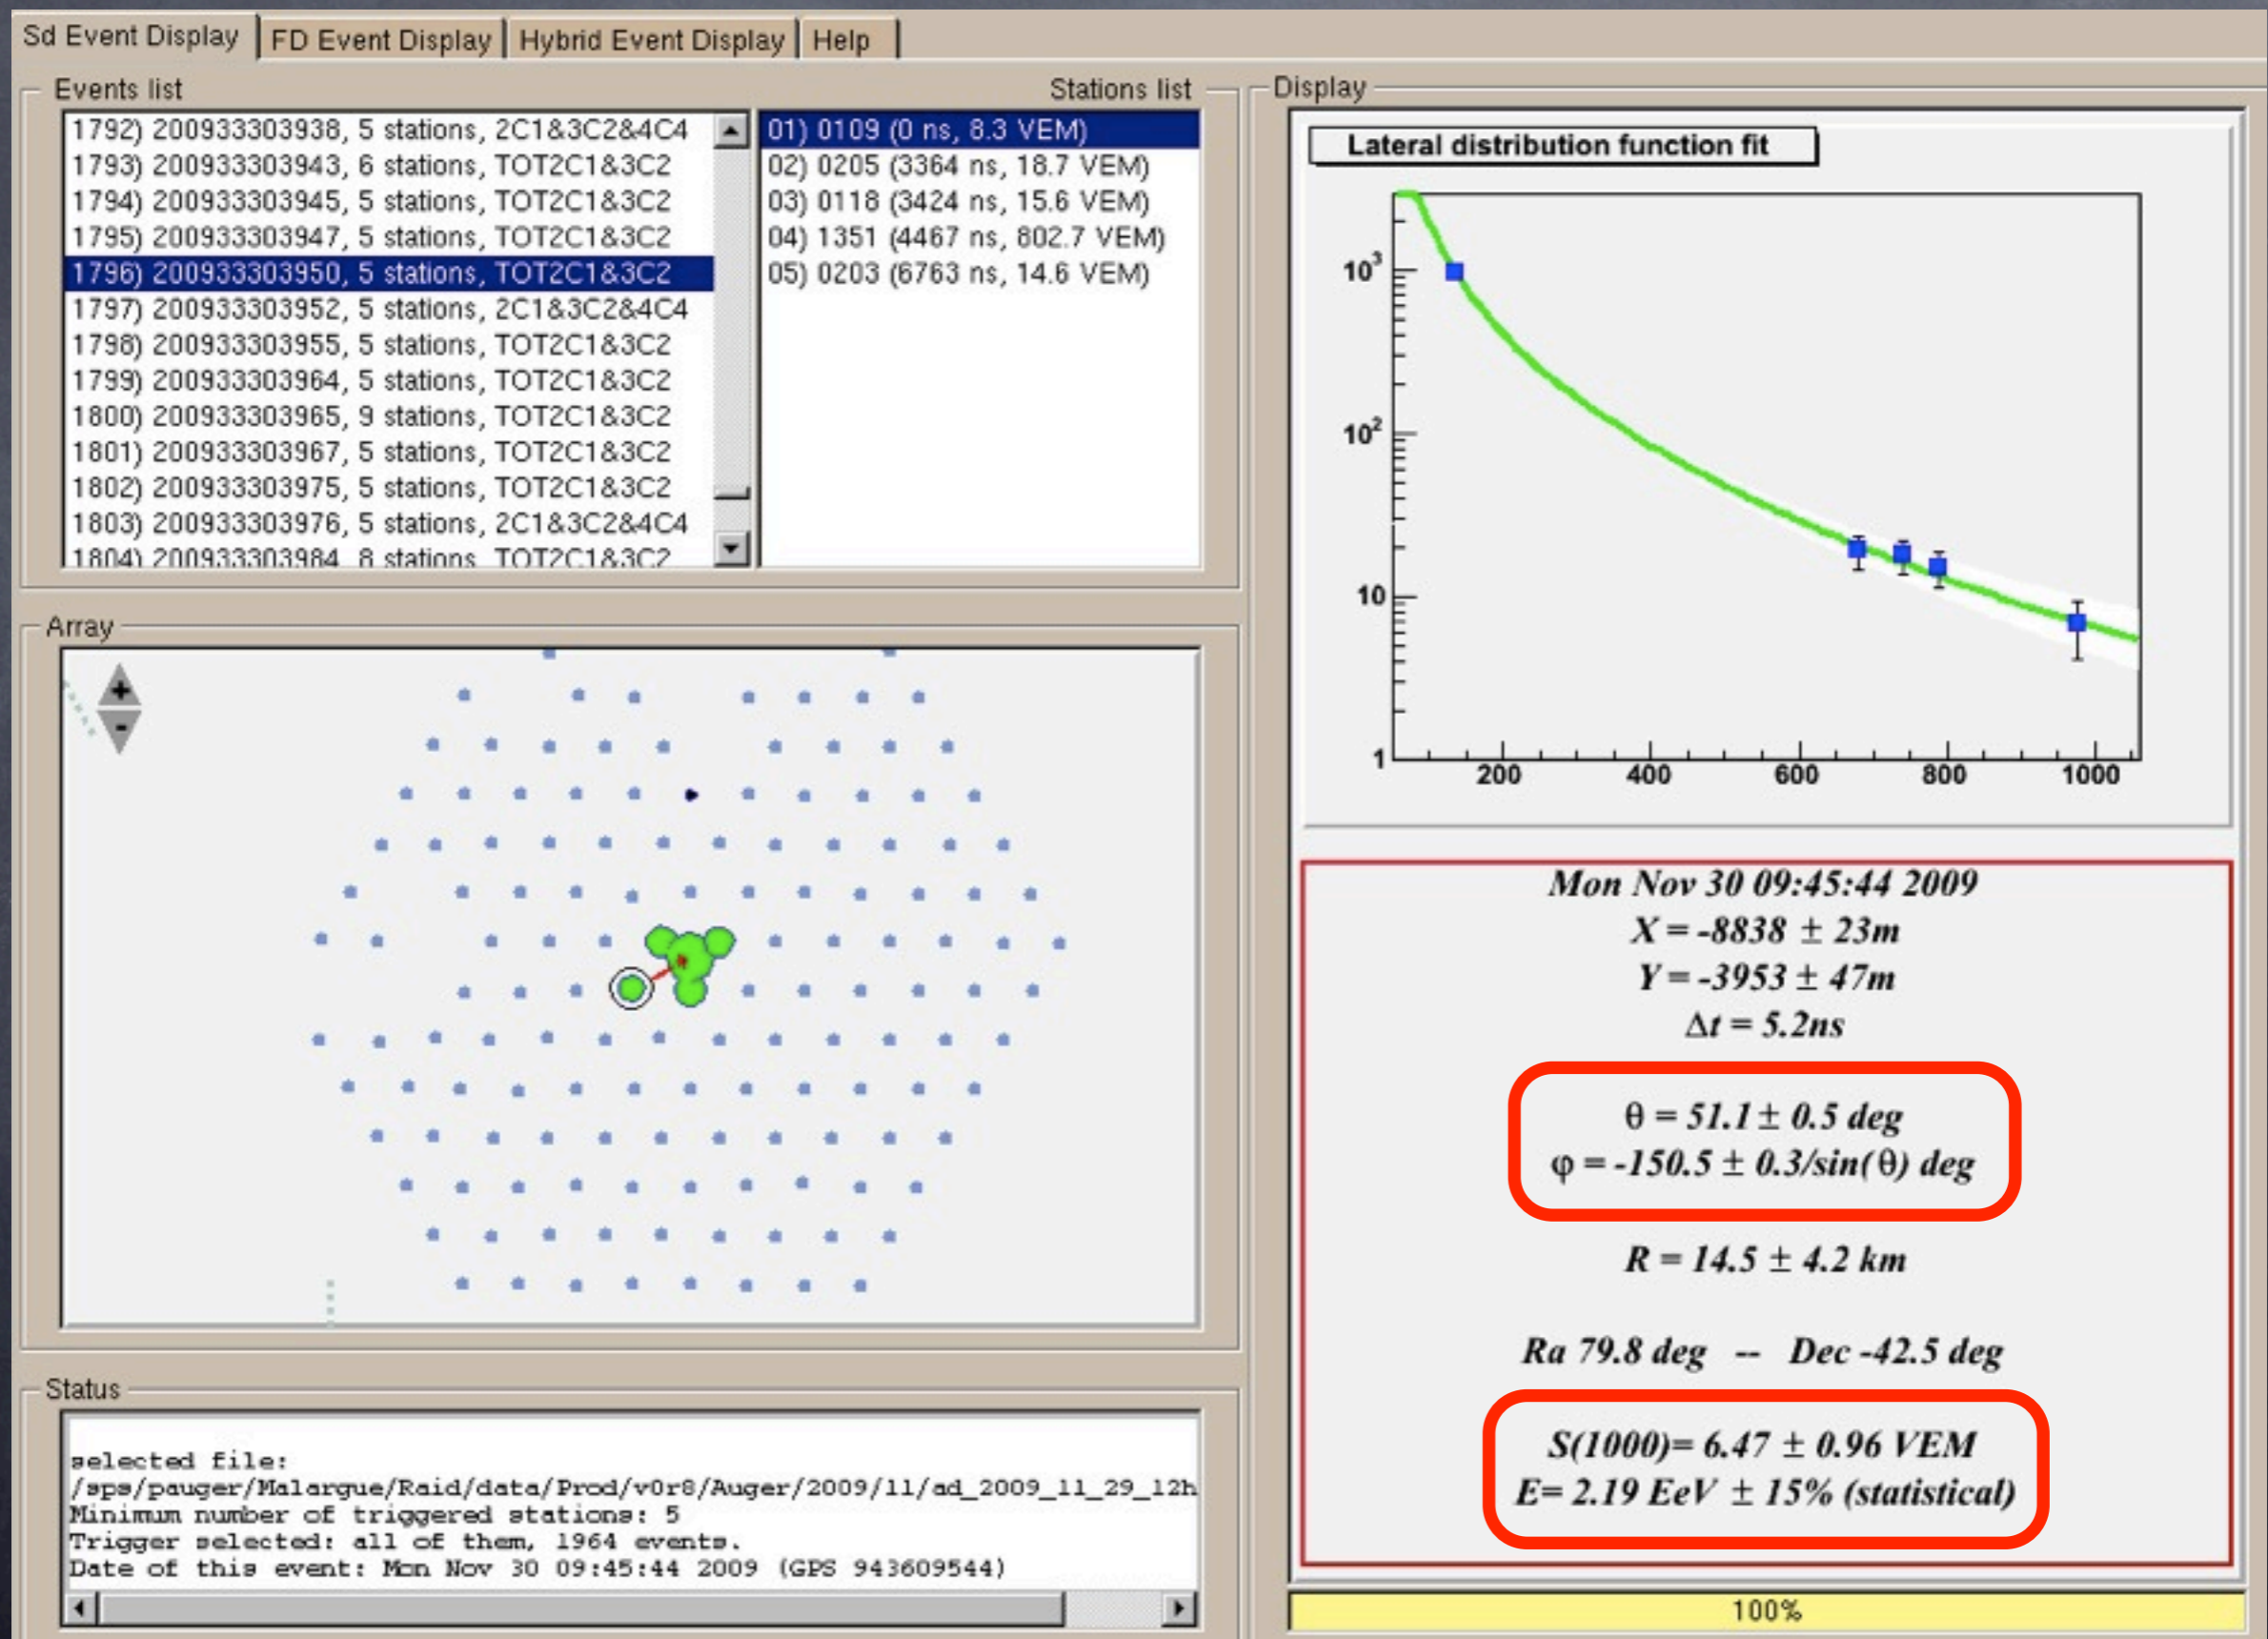 Sd Event Display
FD Event Display
Hybrid Event Display
Help
Events list
1792) 200933303938, 5 stations, 2C1&3C2&4C4
1793) 200933303943, 6 stations, TOT2C1&3C2
1794) 200933303945, 5 stations, TOT2C1&3C2
1795) 200933303947, 5 stations, TOT2C1&3C2
1796) 200933303950, 5 stations, TOT2C1&3C2
1797) 200933303952, 5 stations, 2C1&3C2&4C4
1798) 200933303955, 5 stations, TOT2C1&3C2
1799) 200933303964, 5 stations, TOT2C1&3C2
1800) 200933303965, 9 stations, TOT2C1&3C2
1801) 200933303967, 5 stations, TOT2C1&3C2
1802) 200933303975, 5 stations, TOT2C1&3C2
1803) 200933303976, 5 stations, 2C1&3C2&4C4
1804) 200933303984, 8 stations, TOT2C1&3C2
Stations list
01) 0109 (0 ns, 8.3 VEM)
02) 0205 (3364 ns, 18.7 VEM)
03) 0118 (3424 ns, 15.6 VEM)
04) 1351 (4467 ns, 802.7 VEM)
05) 0203 (6763 ns, 14.6 VEM)
Array
+
-
Status
selected file:
/sps/pauger/Malargue/Raid/data/Prod/v0r8/Auger/2009/11/ad_2009_11_29_12h
Minimum number of triggered stations: 5
Trigger selected: all of them, 1964 events.
Date of this event: Mon Nov 30 09:45:44 2009 (GPS 943609544)
Display
Lateral distribution function fit
10³
10²
10
1
200 400 600 800 1000
Mon Nov 30 09:45:44 2009
X = -8838 ± 23m
Y = -3953 ± 47m
Δt = 5.2ns
θ = 51.1 ± 0.5 deg
φ = -150.5 ± 0.3/sin(θ) deg
R = 14.5 ± 4.2 km
Ra 79.8 deg -- Dec -42.5 deg
S(1000)= 6.47 ± 0.96 VEM
E= 2.19 EeV ± 15% (statistical)
100%